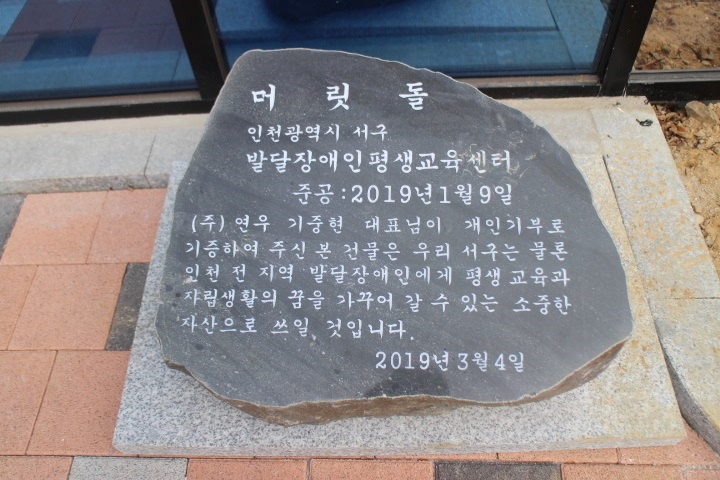 머 릿 돌
인천광역시 서구
발달장애인평생교육센터
준공:2019년1월9일
(주)연우 기중현 대표님이 개인기부로
기증하여 주신 본 건물은 우리 서구는 물론
인천 전 지역 발달장애인에게 평생 교육과
자립생활의 꿈을 가꾸어 갈 수 있는 소중한
자산으로 쓰일 것입니다.
2019년 3월 4일